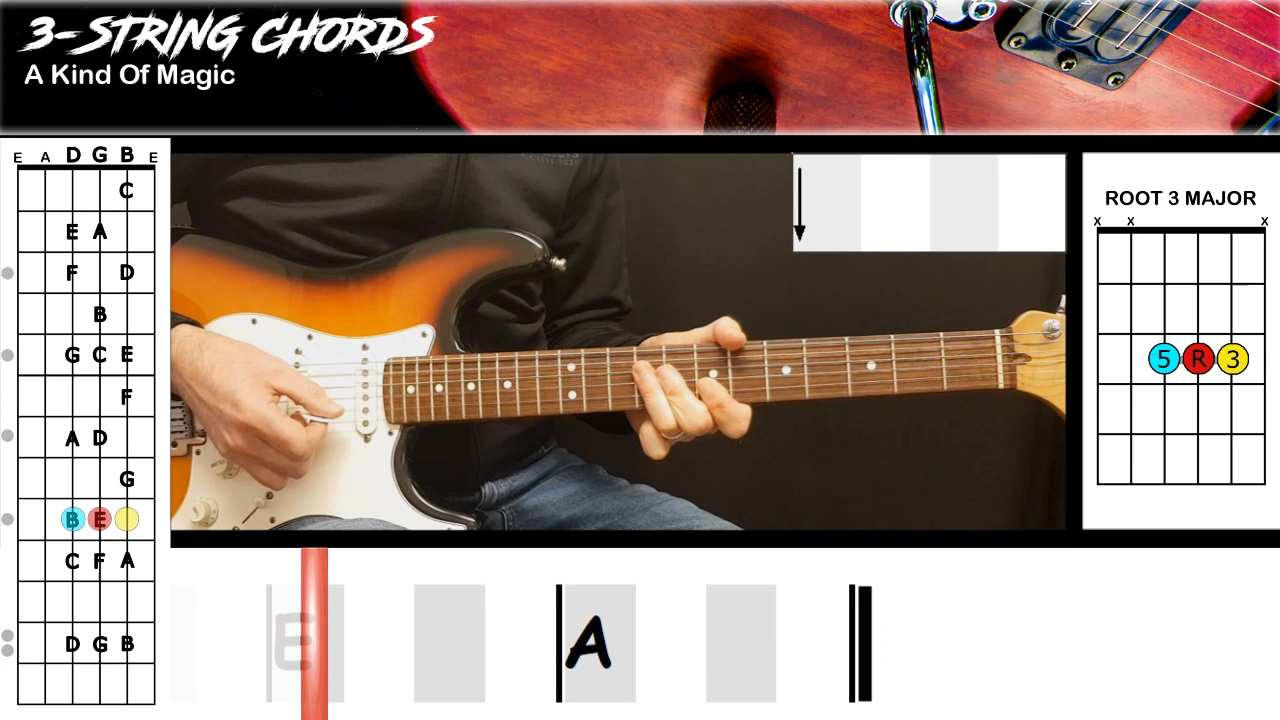 3-STRING CHORDS
A Kind Of Magic
E A D G B E
C
E A
F D
B
G C E
F
A D
G
B E
C F A
D G B
ROOT 3 MAJOR
x x x
5 R 3
E A